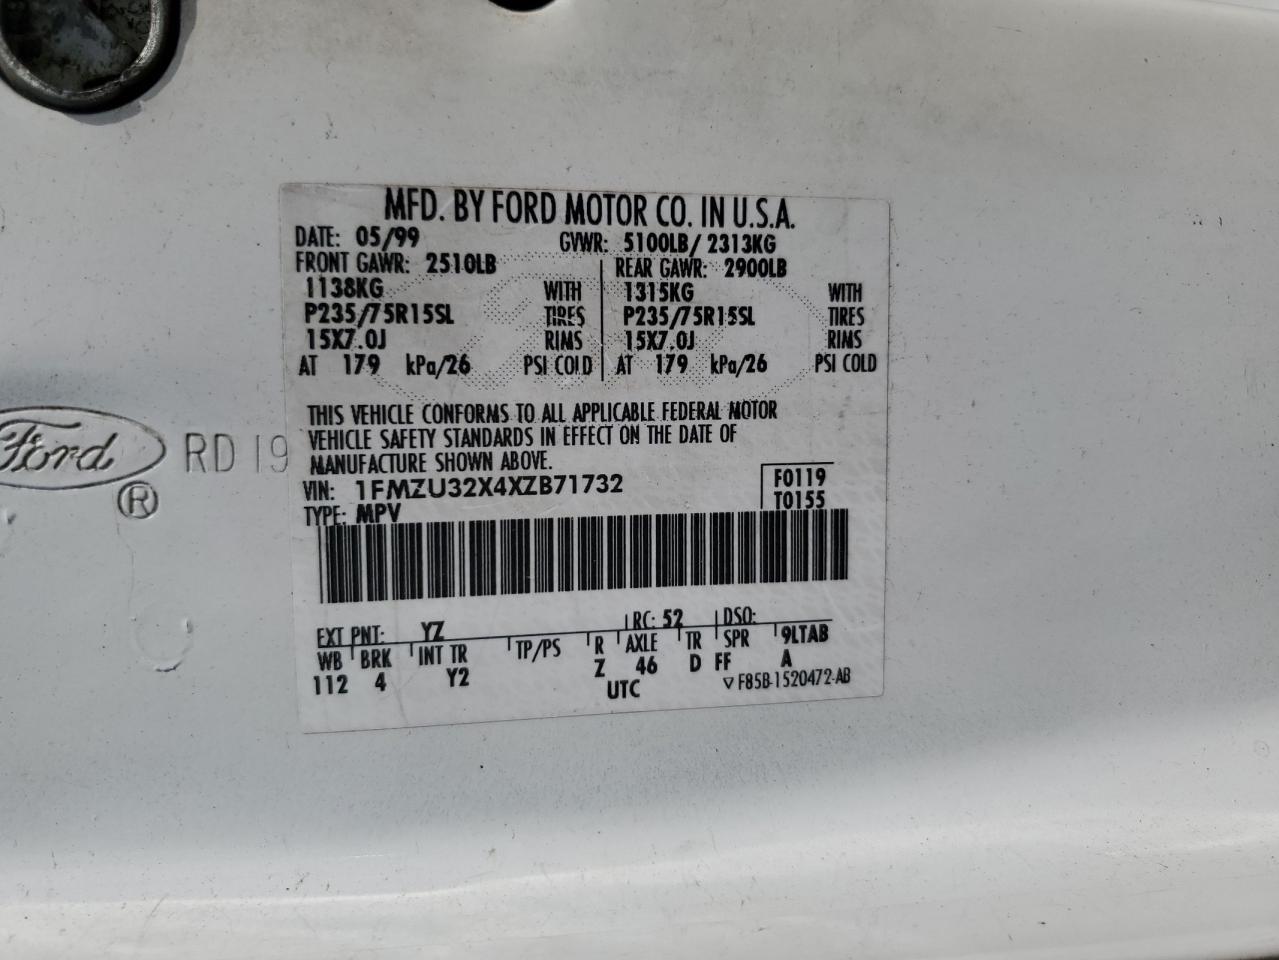 MFD. BY FORD MOTOR CO. IN U.S.A.
DATE: 05/99 GVWR: 5100LB/ 2313KG
FRONT GAWR: 2510LB REAR GAWR: 2900LB
1138KG WITH 1315KG WITH
P235/75R15SL TIRES P235/75R15SL TIRES
15X7.0J RIMS 15X7.0J RIMS
AT 179 kPa/26 PSI COLD AT 179 kPa/26 PSI COLD
THIS VEHICLE CONFORMS TO ALL APPLICABLE FEDERAL MOTOR
VEHICLE SAFETY STANDARDS IN EFFECT ON THE DATE OF
MANUFACTURE SHOWN ABOVE.
Ford ® RD 19
VIN: 1FMZU32X4XZB71732 F0119
TYPE: MPV T0155
EXT PNT: YZ RC: 52 DSO:
WB BRK INT TR TP/PS R AXLE TR SPR 9LTAB
112 4 Y2 Z 46 D FF A
UTC ▽ F85B-1520472-AB